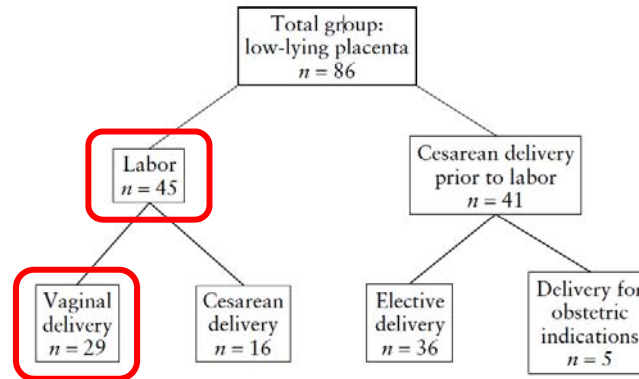 Total group:
low-lying placenta
n = 86
Labor
n = 45
Cesarean delivery
prior to labor
n = 41
Vaginal
delivery
n = 29
Cesarean
delivery
n = 16
Elective
delivery
n = 36
Delivery for
obstetric
indications
n = 5